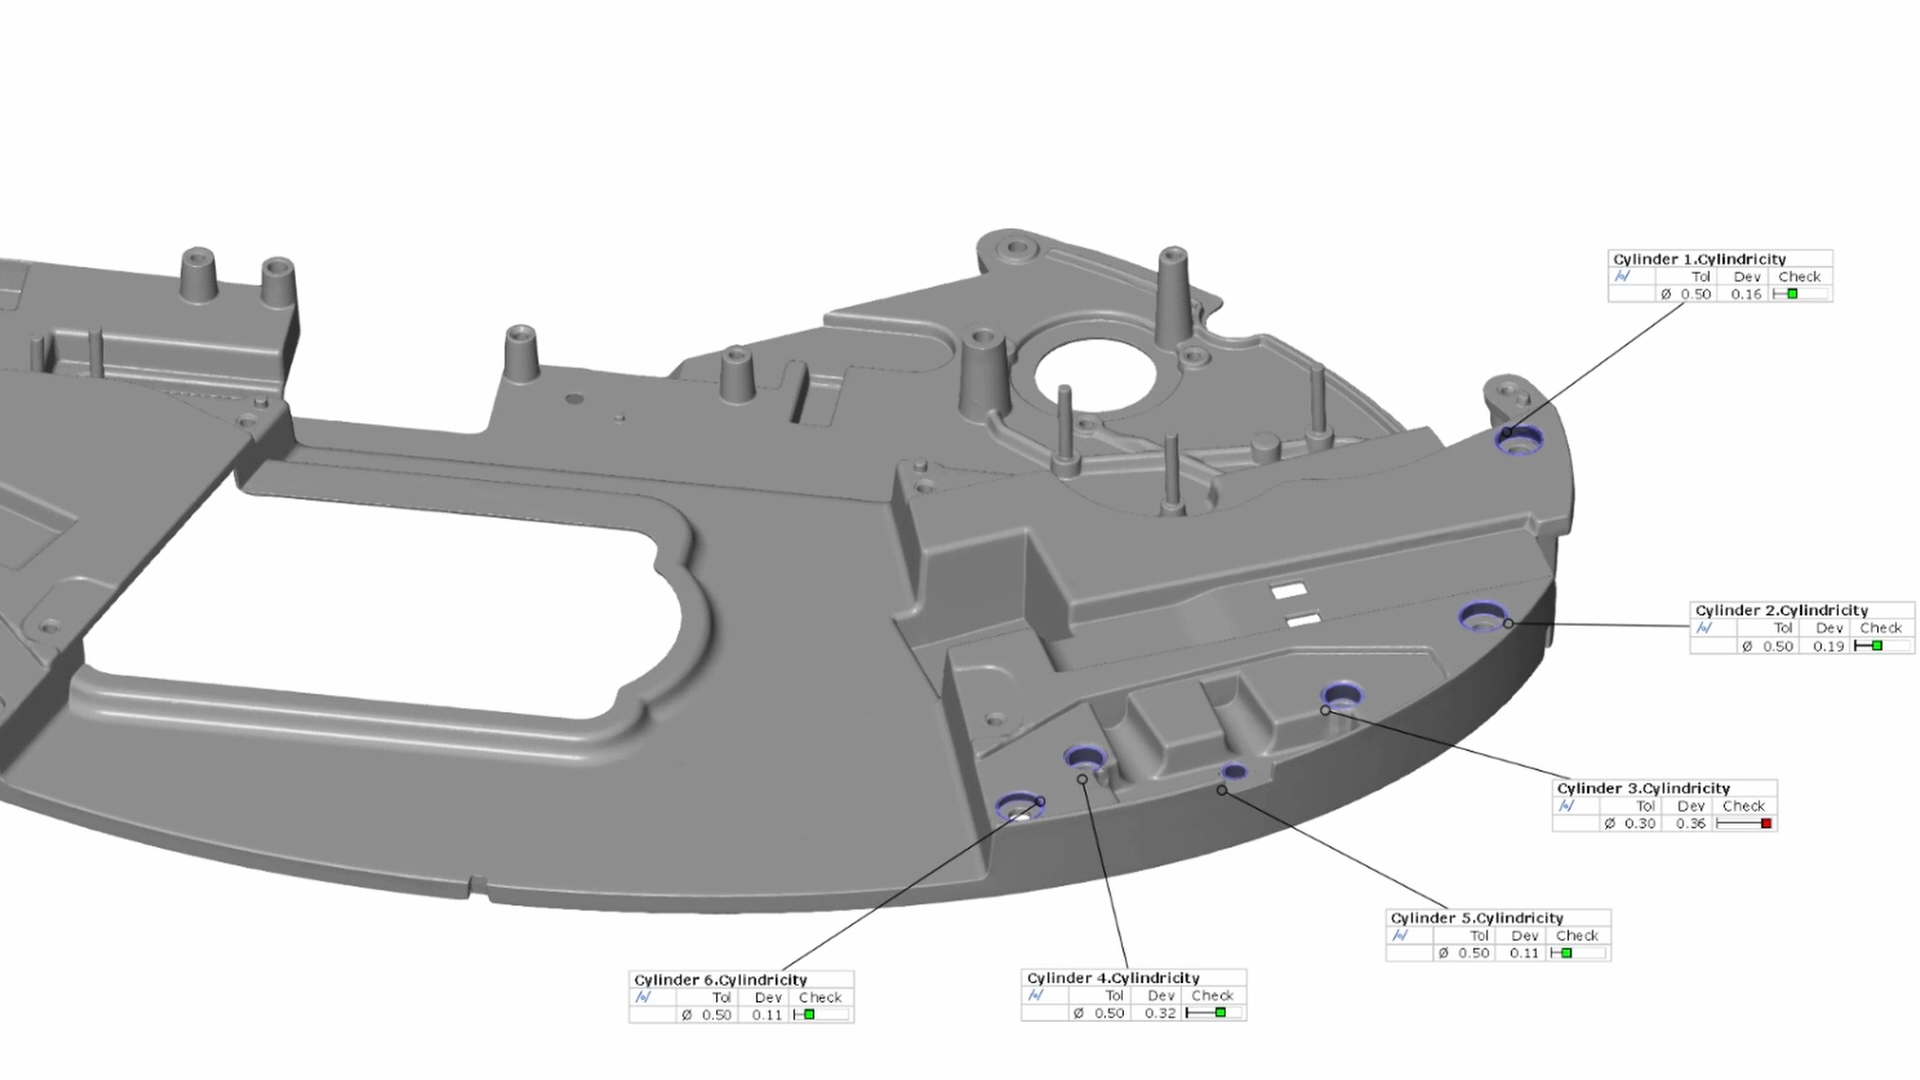 Cylinder 1.Cylindricity
Tol Dev Check
Ø 0.50 0.16
Cylinder 2.Cylindricity
Tol Dev Check
Ø 0.50 0.19
Cylinder 3.Cylindricity
Tol Dev Check
Ø 0.30 0.36
Cylinder 5.Cylindricity
Tol Dev Check
Ø 0.50 0.11
Cylinder 6.Cylindricity
Tol Dev Check
Ø 0.50 0.11
Cylinder 4.Cylindricity
Tol Dev Check
Ø 0.50 0.32